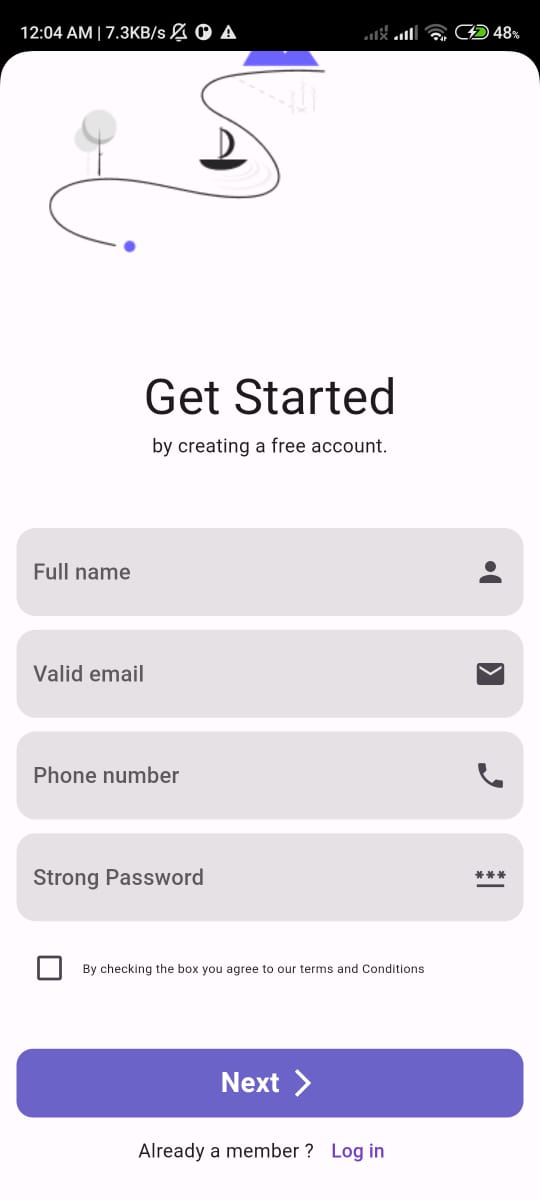 12:04 AM | 7.3KB/s 48%
Get Started
by creating a free account.
Full name
Valid email
Phone number
Strong Password ***
By checking the box you agree to our terms and Conditions
Next
Already a member ? Log in